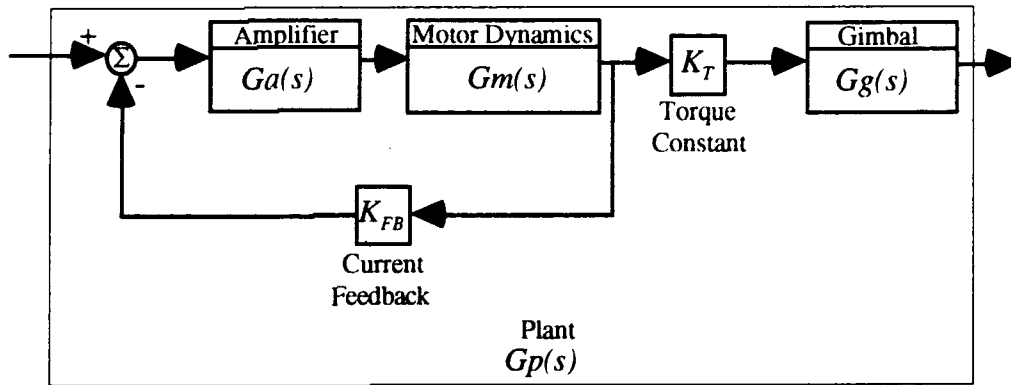 +
Σ
-
Amplifier
Ga(s)
Motor Dynamics
Gm(s)
K_T
Torque
Constant
Gimbal
Gg(s)
K_FB
Current
Feedback
Plant
Gp(s)